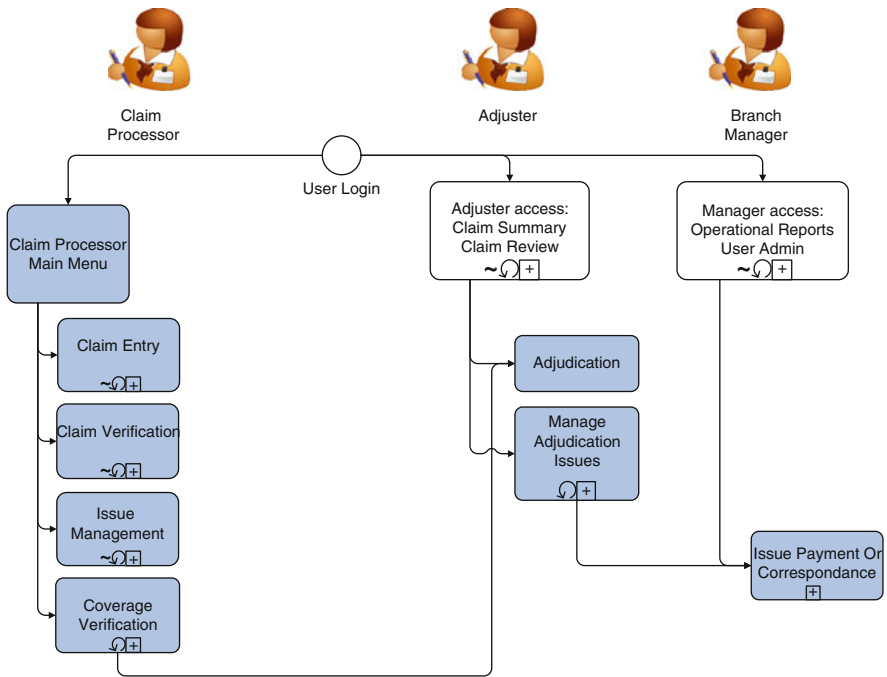 Claim
Processor
Adjuster
Branch
Manager
User Login
Claim Processor
Main Menu
Adjuster access:
Claim Summary
Claim Review
Manager access:
Operational Reports
User Admin
Claim Entry
Claim Verification
Issue
Management
Coverage
Verification
Adjudication
Manage
Adjudication
Issues
Issue Payment Or
Correspondance